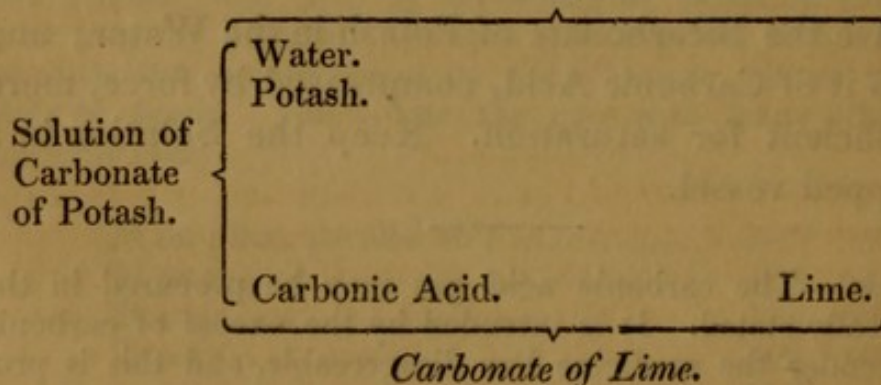 Solution of
Carbonate
of Potash.
Water.
Potash.
Carbonic Acid. Lime.
Carbonate of Lime.